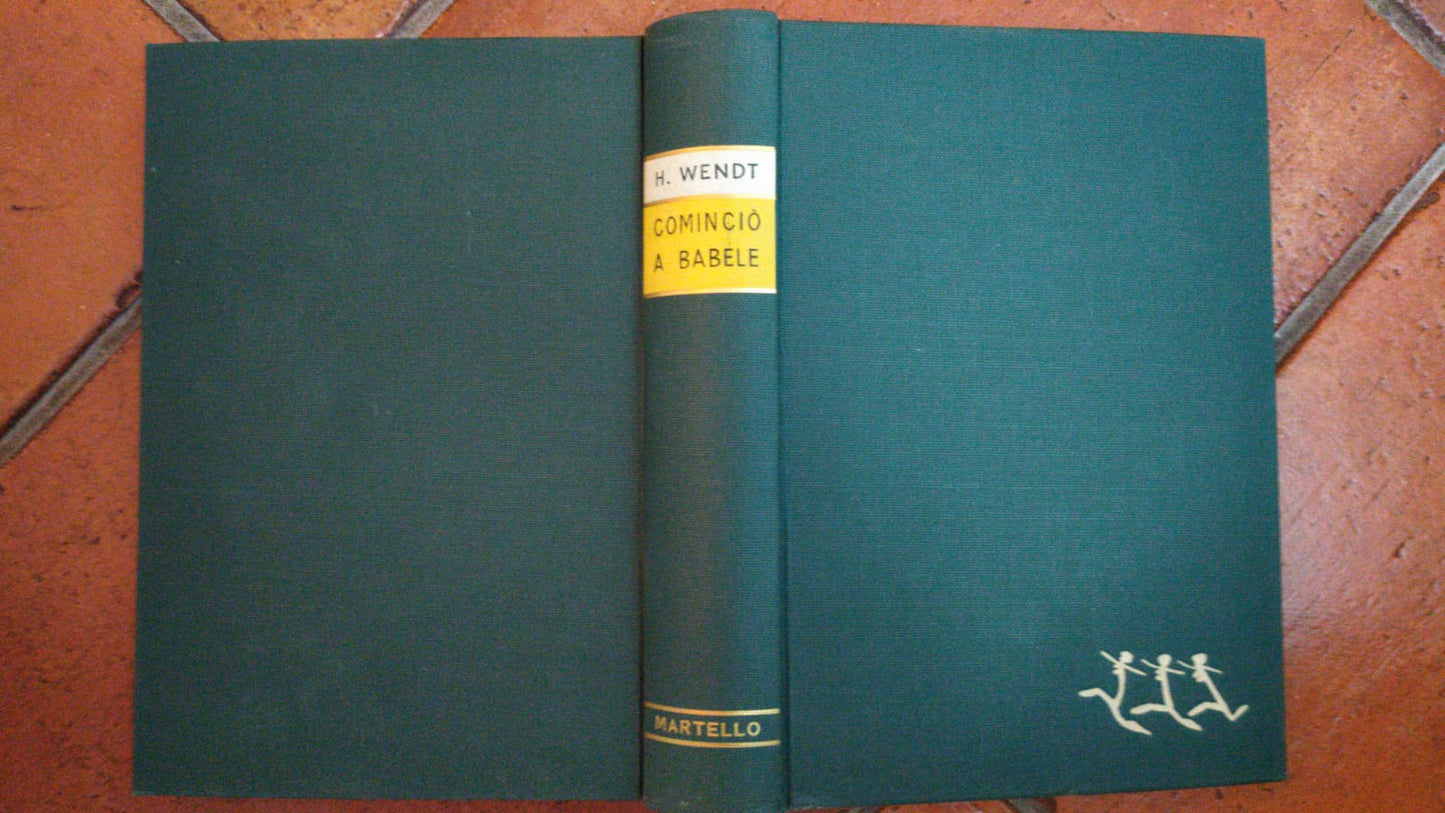 H. WENDT
COMINCIÒ
A BABELE
MARTELLO